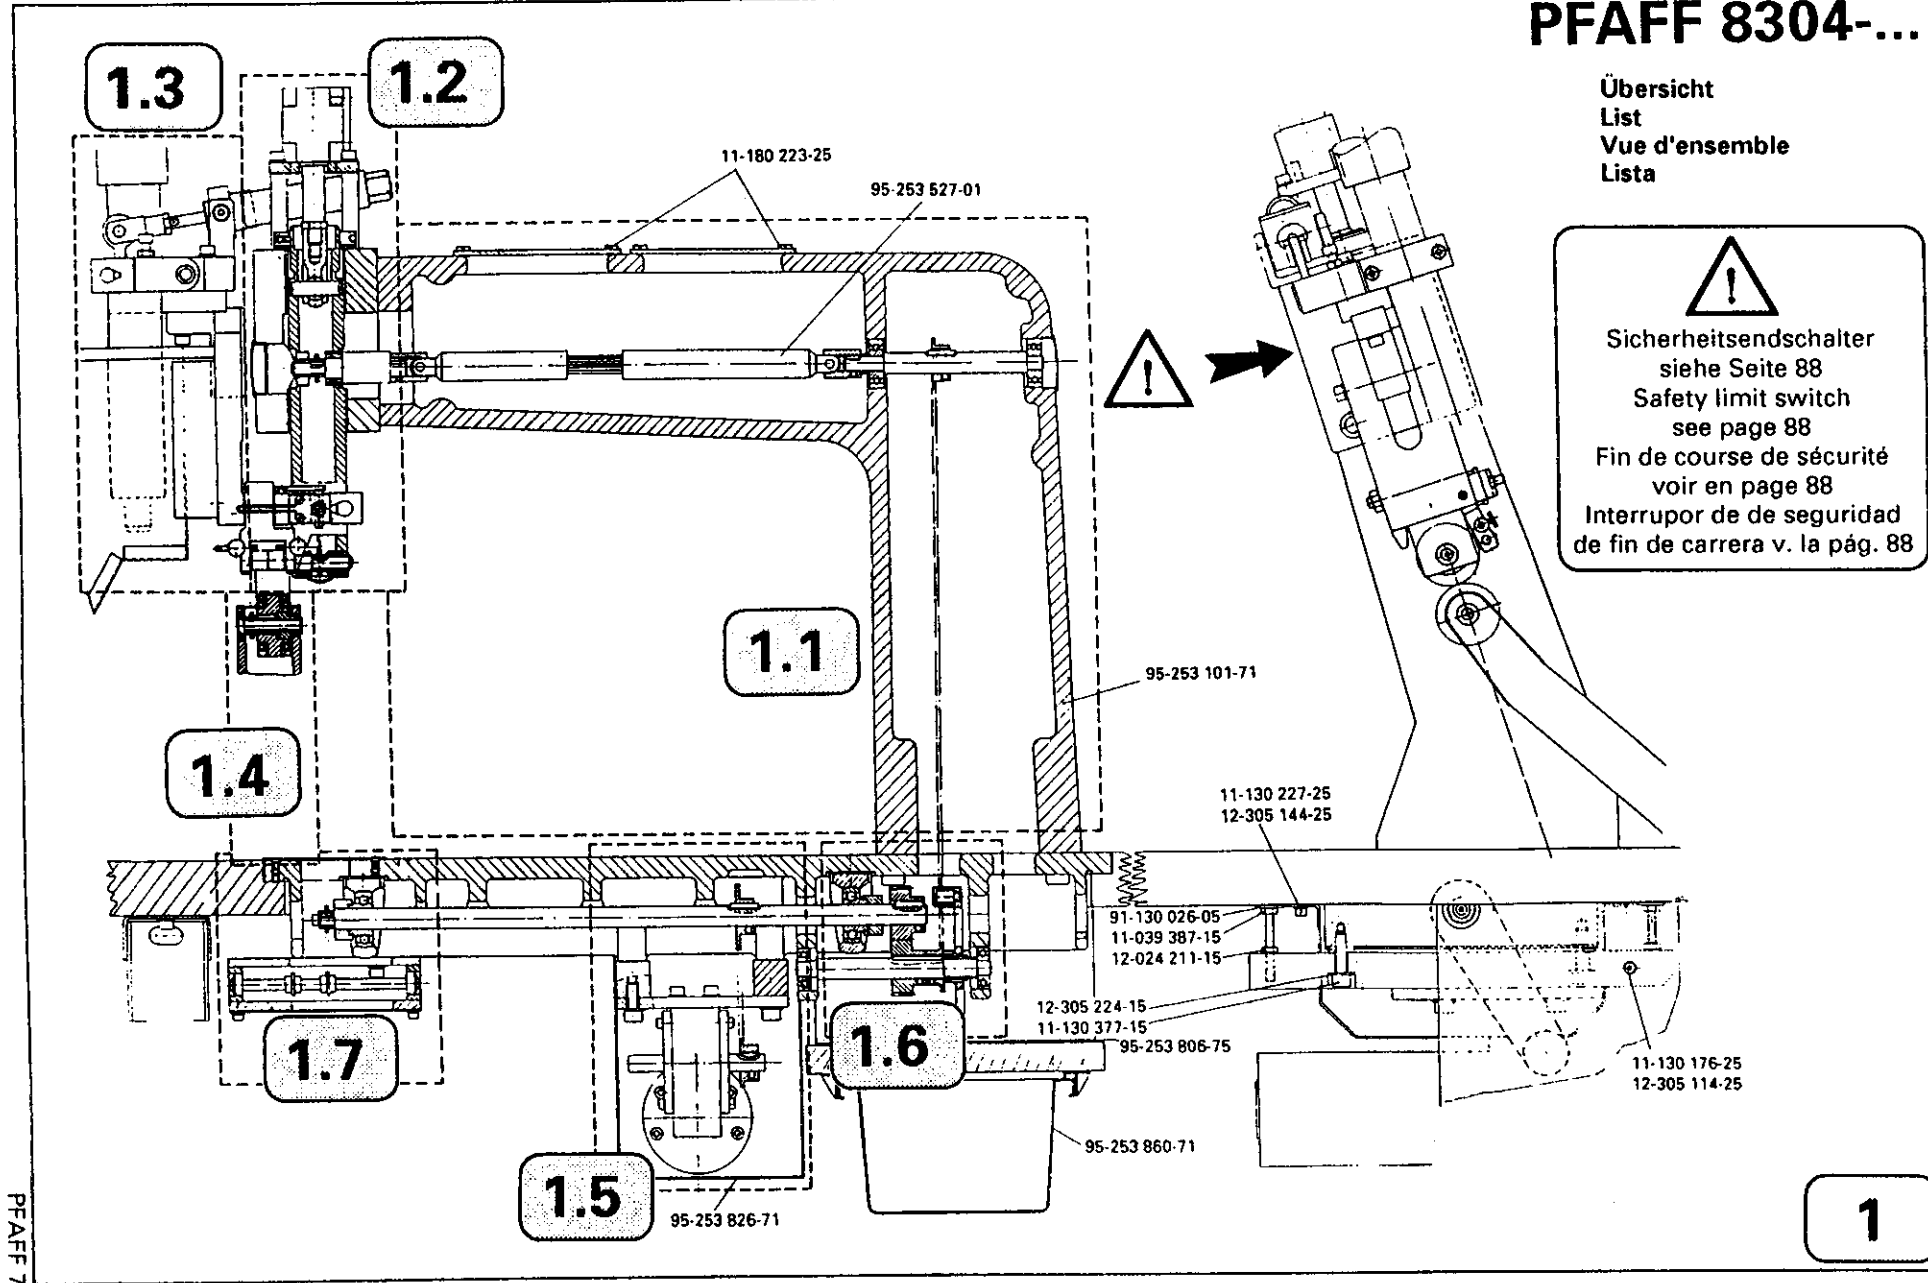 PFAFF 8304-...
Übersicht
List
Vue d'ensemble
Lista
1.3
1.2
11-180 223-25
95-253 527-01
Sicherheitsendschalter
siehe Seite 88
Safety limit switch
see page 88
Fin de course de sécurité
voir en page 88
Interrupor de de seguridad
de fin de carrera v. la pág. 88
1.1
95-253 101-71
1.4
11-130 227-25
12-305 144-25
91-130 026-05
11-039 387-15
12-024 211-15
12-305 224-15
11-130 377-15
95-253 806-75
1.6
1.7
11-130 176-25
12-305 114-25
95-253 860-71
1.5
95-253 826-71
1
PFAFF 7